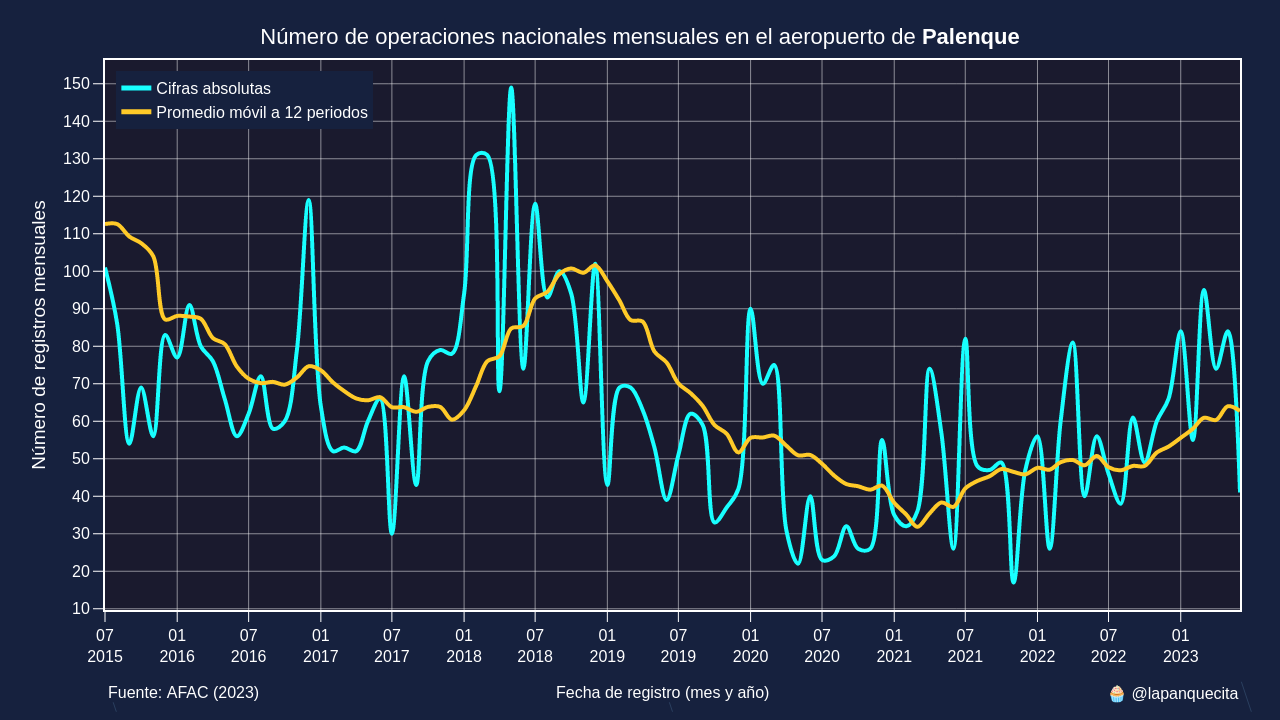 Número de operaciones nacionales mensuales en el aeropuerto de Palenque
Cifras absolutas
Promedio móvil a 12 periodos
Número de registros mensuales
150
140
130
120
110
100
90
80
70
60
50
40
30
20
10
07 01 07 01 07 01 07 01 07 01 07 01 07 01 07 01
2015 2016 2016 2017 2017 2018 2018 2019 2019 2020 2020 2021 2021 2022 2022 2023
Fuente: AFAC (2023) Fecha de registro (mes y año) 🧁 @lapanquecita